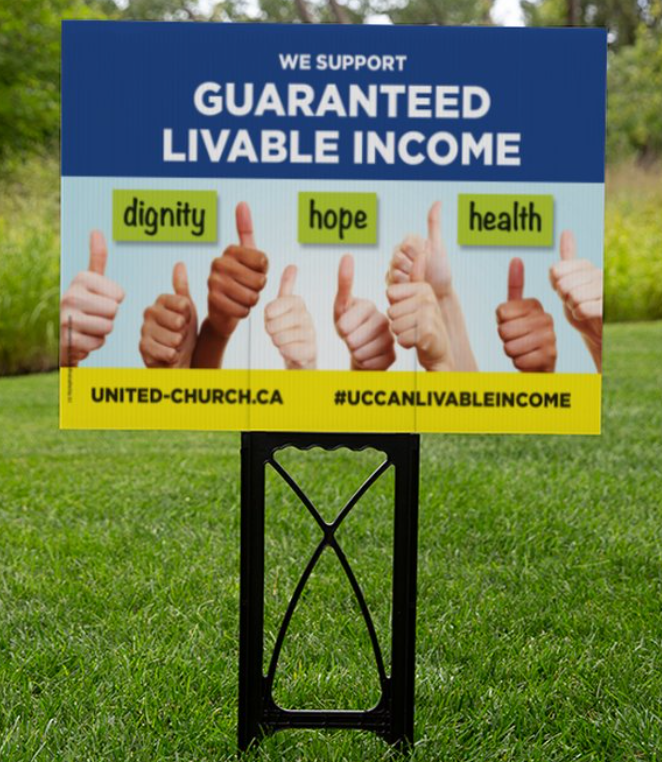 WE SUPPORT
GUARANTEED
LIVABLE INCOME
dignity hope health
UNITED-CHURCH.CA #UCCANLIVABLEINCOME